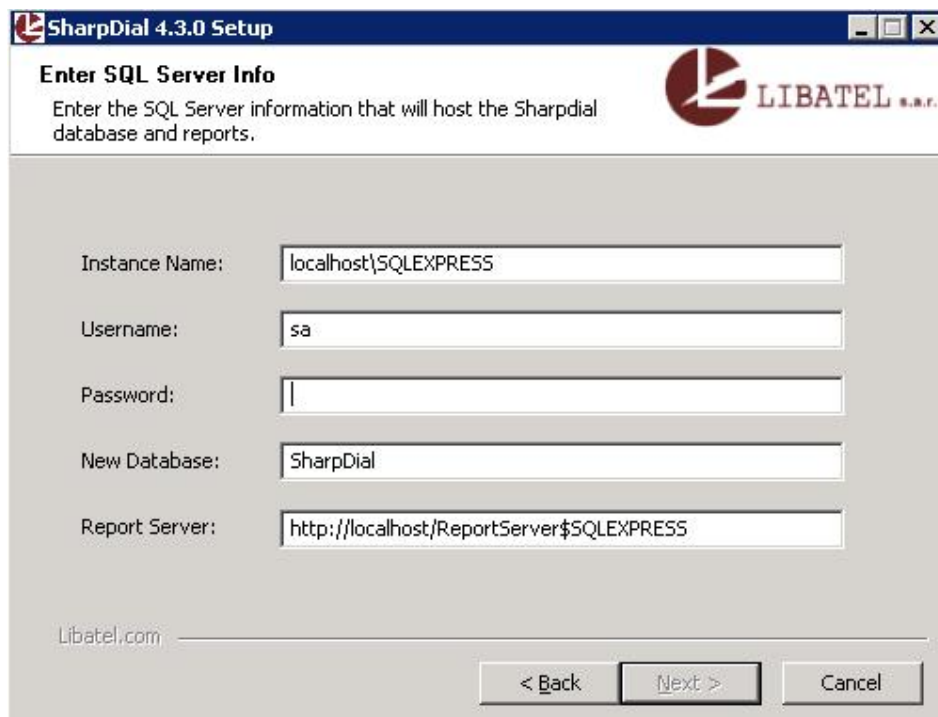 SharpDial 4.3.0 Setup
Enter SQL Server Info
Enter the SQL Server information that will host the Sharpdial
database and reports.
LIBATEL s.a.r.
Instance Name: localhost\SQLEXPRESS
Username: sa
Password:
New Database: SharpDial
Report Server: http://localhost/ReportServer$SQLEXPRESS
Libatel.com
< Back Next > Cancel